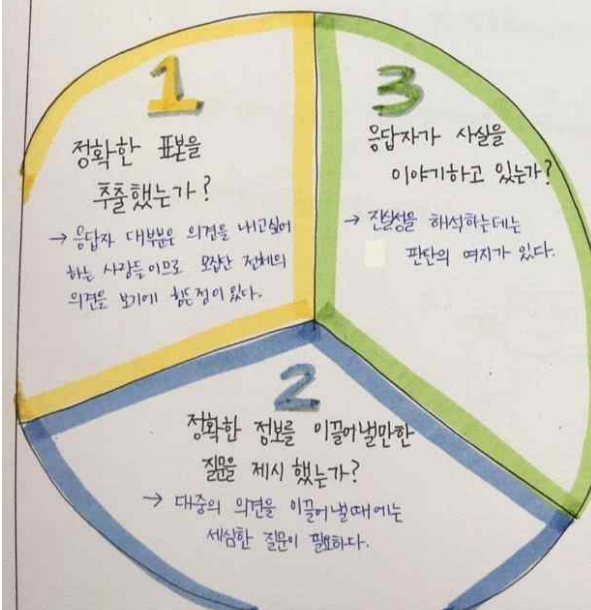 1
정확한 표본을
추출했는가?
→ 응답자 대부분은 의견을 내고싶어
하는 사람들이므로 모집단 전체의
의견을 보기에 힘든점이 있다.
2
정확한 정보를 이끌어낼만한
질문을 제시 했는가?
→ 대중의 의견을 이끌어 낼때에는
세심한 질문이 필요하다.
3
응답자가 사실을
이야기하고 있는가?
→ 진실성을 해석하는데는
판단의 여지가 있다.